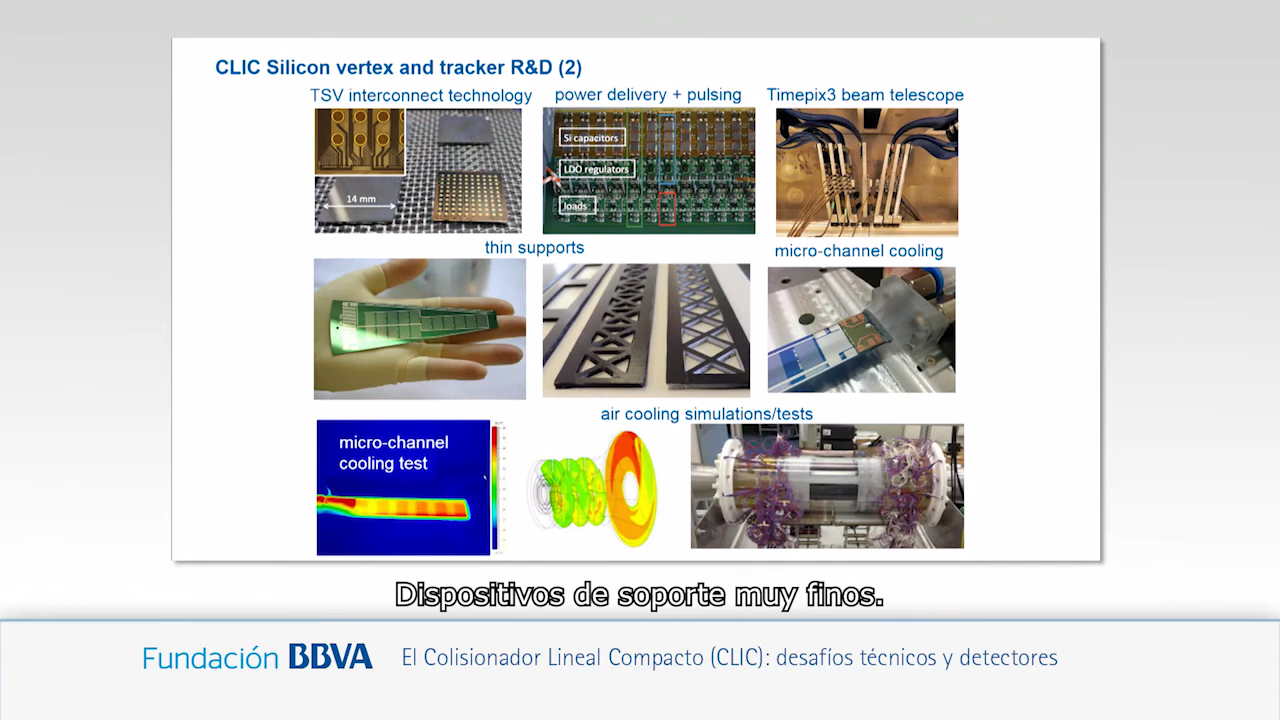 CLIC Silicon vertex and tracker R&D (2)
TSV interconnect technology
power delivery + pulsing
Timepix3 beam telescope
Si capacitors
LDO regulators
loads
14 mm
thin supports
micro-channel cooling
air cooling simulations/tests
micro-channel
cooling test
Dispositivos de soporte muy finos.
Fundación BBVA
El Colisionador Lineal Compacto (CLIC): desafíos técnicos y detectores